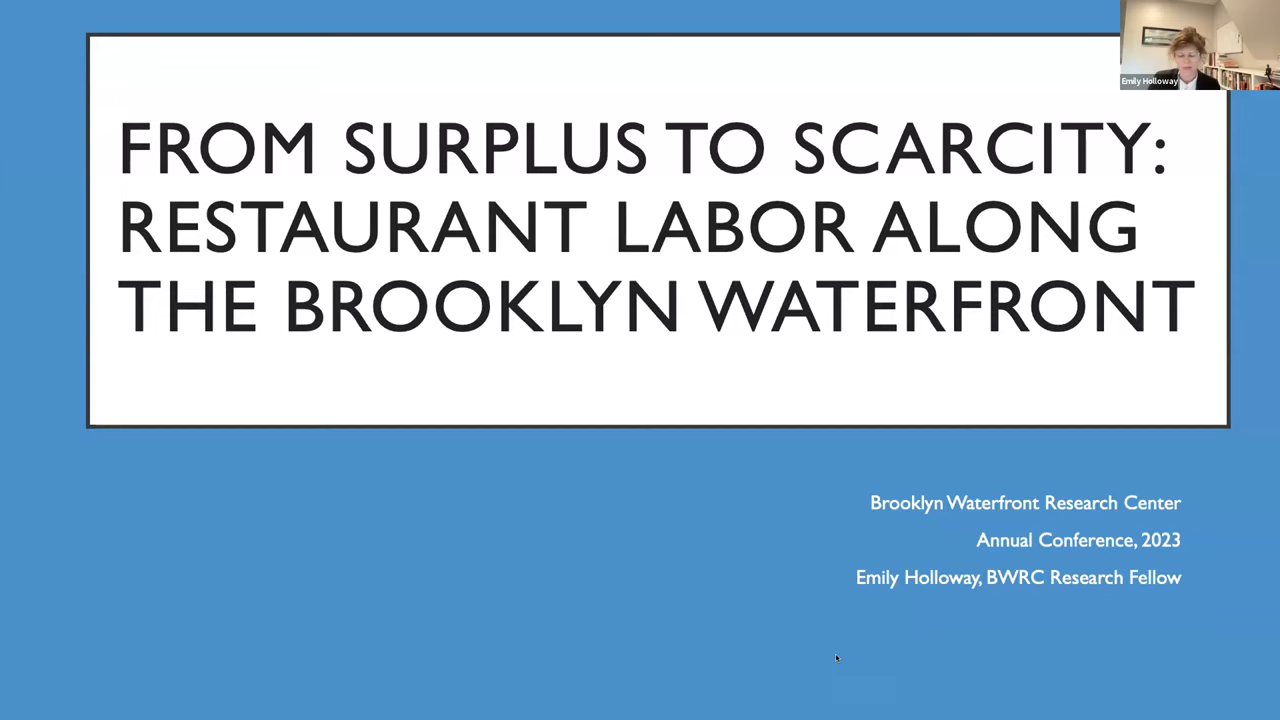 Emily Holloway
FROM SURPLUS TO SCARCITY:
RESTAURANT LABOR ALONG
THE BROOKLYN WATERFRONT
Brooklyn Waterfront Research Center
Annual Conference, 2023
Emily Holloway, BWRC Research Fellow